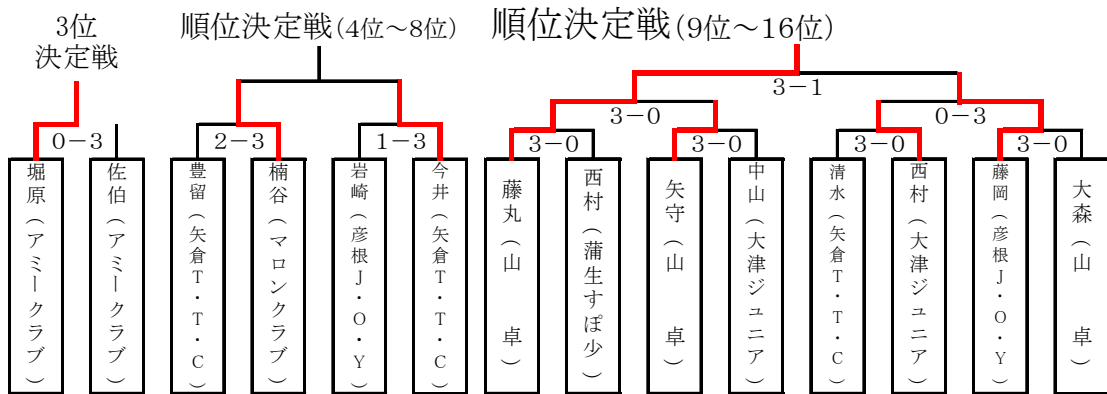 3位
決定戦
順位決定戦(4位～8位)
順位決定戦(9位～16位)
3－1
3－0
0－3
0－3
2－3
1－3
3－0
3－0
3－0
堀原（アミークラブ）
佐伯（アミークラブ）
豊留（矢倉T・T・C）
楠谷（マロンクラブ）
岩崎（彦根J・O・Y）
今井（矢倉T・T・C）
藤丸（山　卓）
西村（蒲生すぽ少）
矢守（山　卓）
中山（大津ジュニア）
清水（矢倉T・T・C）
西村（大津ジュニア）
藤岡（彦根J・O・Y）
大森（山　卓）